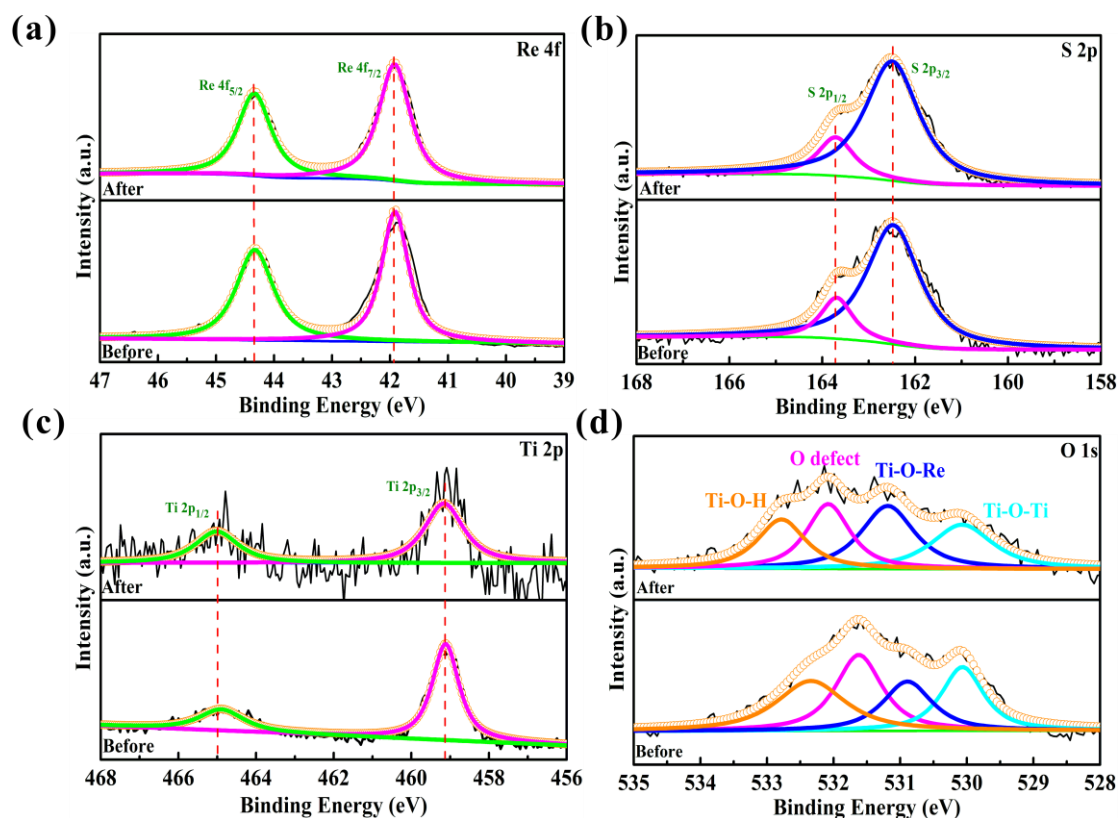 (a)
Re 4f
Re 4f5/2
Re 4f7/2
After
Before
Intensity (a.u.)
47 46 45 44 43 42 41 40 39
Binding Energy (eV)
(b)
S 2p
S 2p1/2
S 2p3/2
After
Before
Intensity (a.u.)
168 166 164 162 160 158
Binding Energy (eV)
(c)
Ti 2p
Ti 2p1/2
Ti 2p3/2
After
Before
Intensity (a.u.)
468 466 464 462 460 458 456
Binding Energy (eV)
(d)
O 1s
O defect
Ti-O-Re
Ti-O-H
Ti-O-Ti
After
Before
Intensity (a.u.)
535 534 533 532 531 530 529 528
Binding Energy (eV)